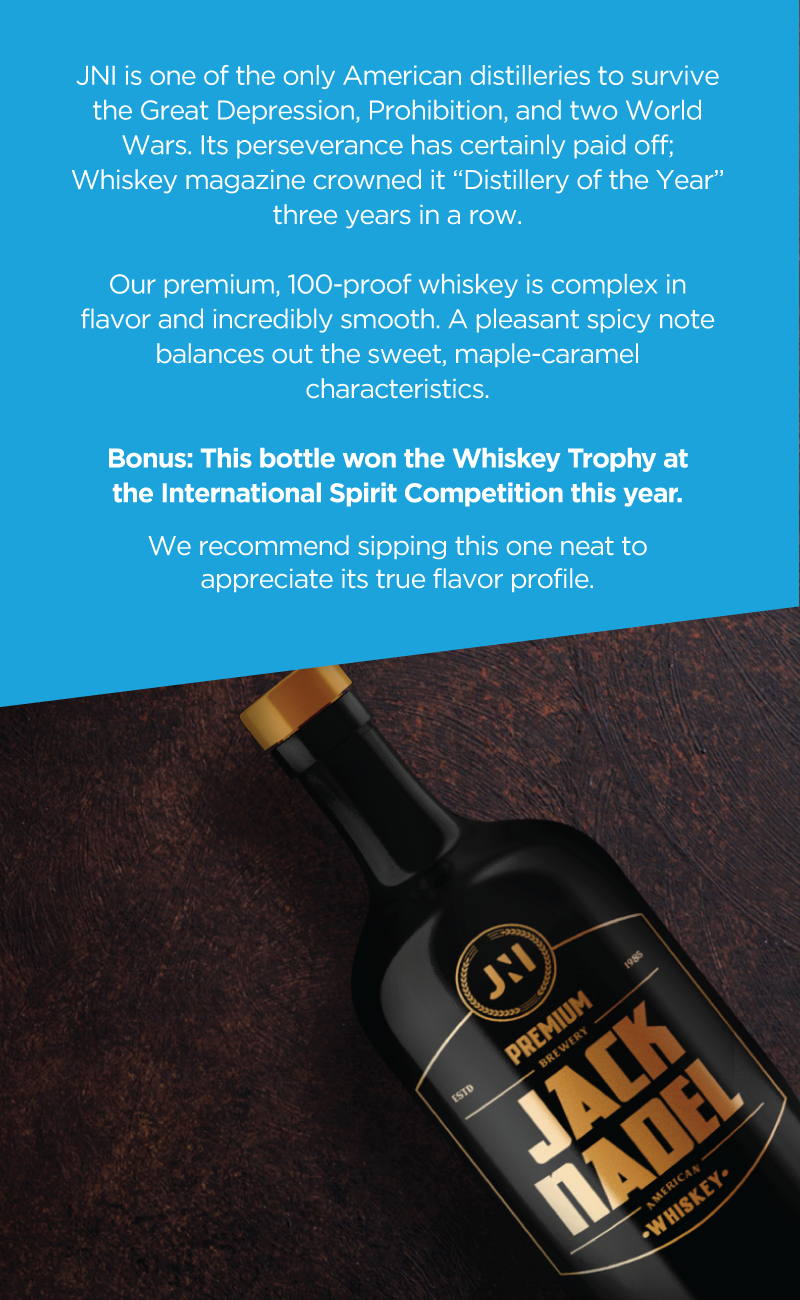 JNI is one of the only American distilleries to survive
the Great Depression, Prohibition, and two World
Wars. Its perseverance has certainly paid off;
Whiskey magazine crowned it “Distillery of the Year”
three years in a row.
Our premium, 100-proof whiskey is complex in
flavor and incredibly smooth. A pleasant spicy note
balances out the sweet, maple-caramel
characteristics.
Bonus: This bottle won the Whiskey Trophy at
the International Spirit Competition this year.
We recommend sipping this one neat to
appreciate its true flavor profile.
JNI
PREMIUM
BREWERY
ESTD
1985
JACK
NADEL
AMERICAN
•WHISKEY•